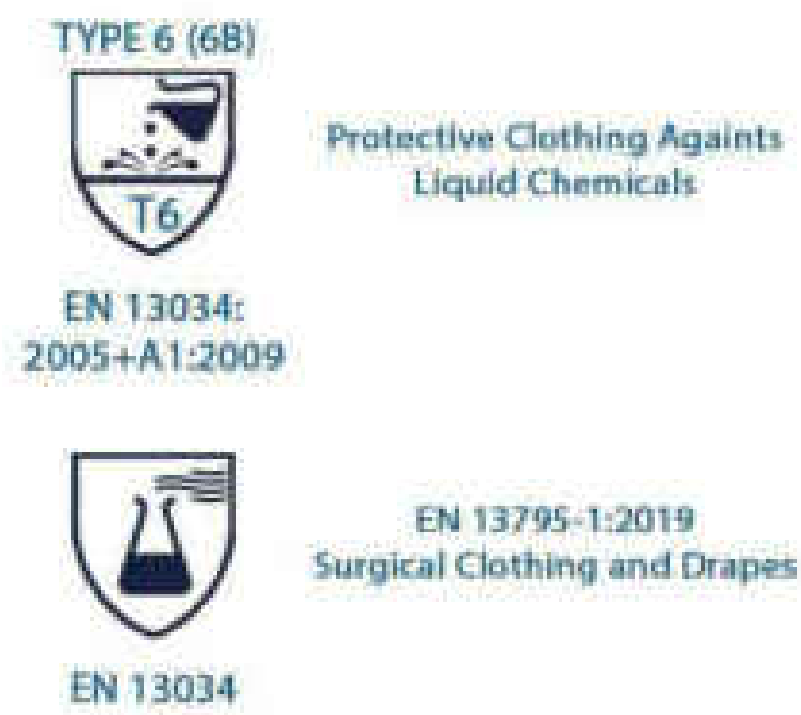 TYPE 6 (6B)
T6
Protective Clothing Againts
Liquid Chemicals
EN 13034:
2005+A1:2009
EN 13795-1:2019
Surgical Clothing and Drapes
EN 13034